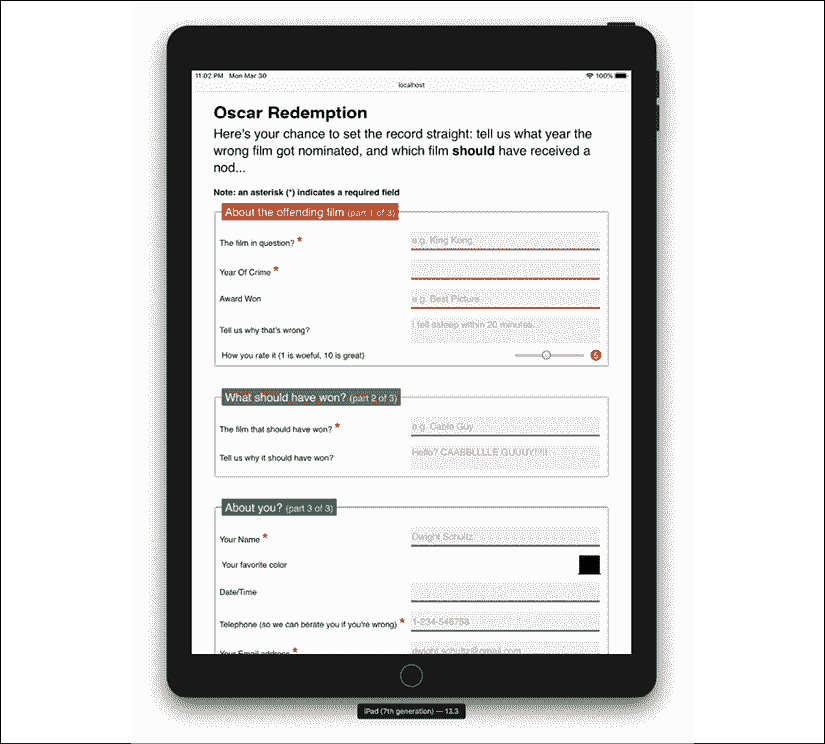 11:02 PM Mon Mar 30
100%
localhost
Oscar Redemption
Here's your chance to set the record straight: tell us what year the
wrong film got nominated, and which film should have received a
nod...
Note: an asterisk (*) indicates a required field
About the offending film (part 1 of 3)
The film in question? *
e.g. King Kong
Year Of Crime *
Award Won
e.g. Best Picture
Tell us why that's wrong?
I fell asleep within 20 minutes...
How you rate it (1 is woeful, 10 is great)
5
What should have won? (part 2 of 3)
The film that should have won? *
e.g. Cable Guy
Tell us why it should have won?
Hello? CAABBLLLLE GUUUY!!!!!
About you? (part 3 of 3)
Your Name *
Dwight Schultz
Your favorite color
Date/Time
Telephone (so we can berate you if you're wrong) *
1-234-546758
Your Email address *
dwight.schultz@gmail.com
iPad (7th generation) — 13.3